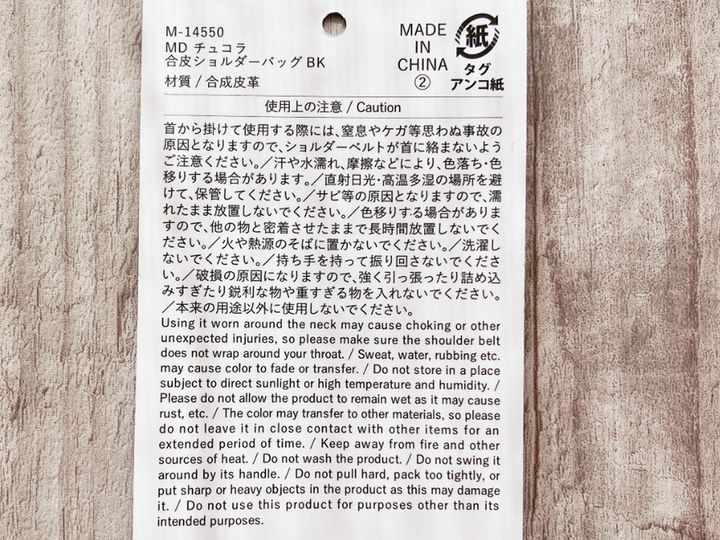 M-14550
MD チュコラ
合皮ショルダーバッグ BK
材質 / 合成皮革
MADE
IN
CHINA
②
紙
タグ
アンコ紙
使用上の注意 / Caution
首から掛けて使用する際には、窒息やケガ等思わぬ事故の
原因となりますので、ショルダーベルトが首に絡まないよう
ご注意ください。／汗や水濡れ、摩擦などにより、色落ち・色
移りする場合があります。／直射日光・高温多湿の場所を避
けて、保管してください。／サビ等の原因となりますので、濡
れたまま放置しないでください。／色移りする場合がありま
すので、他の物と密着させたままで長時間放置しないでくだ
さい。／火や熱源のそばに置かないでください。／洗濯し
ないでください。／持ち手を持って振り回さないでくださ
い。／破損の原因になりますので、強く引っ張ったり詰め込
みすぎたり鋭利な物や重すぎる物を入れないでください。
／本来の用途以外に使用しないでください。
Using it worn around the neck may cause choking or other
unexpected injuries, so please make sure the shoulder belt
does not wrap around your throat. / Sweat, water, rubbing etc.
may cause color to fade or transfer. / Do not store in a place
subject to direct sunlight or high temperature and humidity. /
Please do not allow the product to remain wet as it may cause
rust, etc. / The color may transfer to other materials, so please
do not leave it in close contact with other items for an
extended period of time. / Keep away from fire and other
sources of heat. / Do not wash the product. / Do not swing it
around by its handle. / Do not pull hard, pack too tightly, or
put sharp or heavy objects in the product as this may damage
it. / Do not use this product for purposes other than its
intended purposes.